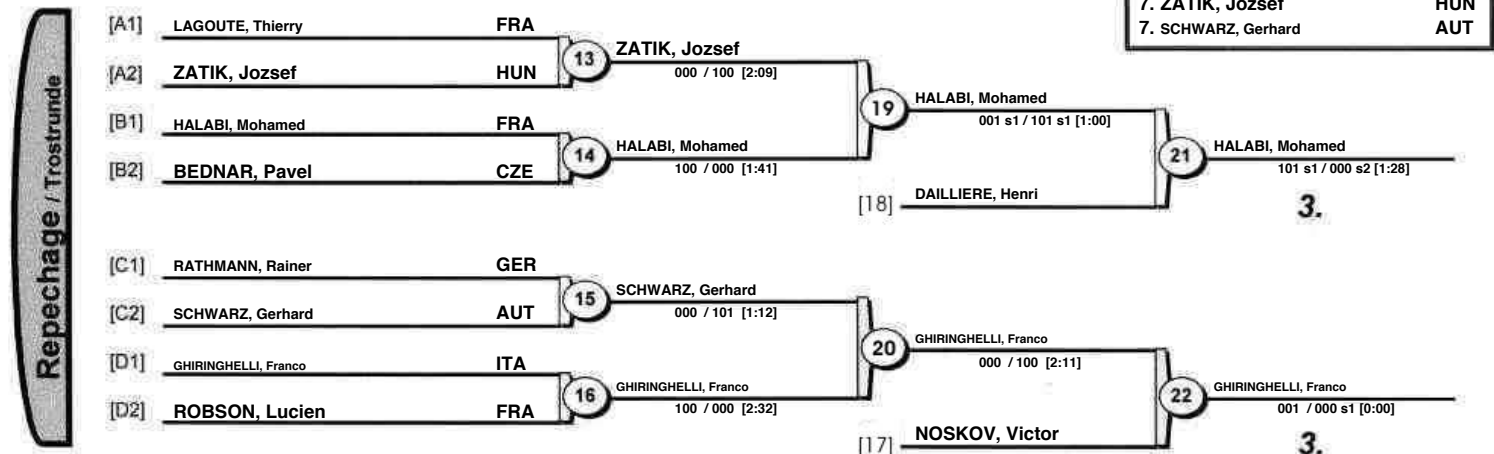 7. ZATIK, Jozsef HUN
7. SCHWARZ, Gerhard AUT
Repechage / Trostrunde
[A1] LAGOUTE, Thierry FRA
13 ZATIK, Jozsef
000 / 100 [2:09]
[A2] ZATIK, Jozsef HUN
19 HALABI, Mohamed
001 s1 / 101 s1 [1:00]
[B1] HALABI, Mohamed FRA
14 HALABI, Mohamed
100 / 000 [1:41]
21 HALABI, Mohamed
101 s1 / 000 s2 [1:28]
[B2] BEDNAR, Pavel CZE
[18] DAILLIERE, Henri
3.
[C1] RATHMANN, Rainer GER
15 SCHWARZ, Gerhard
000 / 101 [1:12]
[C2] SCHWARZ, Gerhard AUT
20 GHIRINGHELLI, Franco
000 / 100 [2:11]
[D1] GHIRINGHELLI, Franco ITA
16 GHIRINGHELLI, Franco
100 / 000 [2:32]
22 GHIRINGHELLI, Franco
001 / 000 s1 [0:00]
[D2] ROBSON, Lucien FRA
[17] NOSKOV, Victor
3.